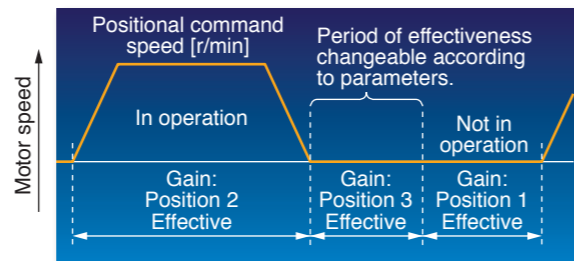 Positional command
speed [r/min]
Period of effectiveness
changeable according
to parameters.
Motor speed
In operation
Not in
operation
Gain:
Position 2
Effective
Gain:
Position 3
Effective
Gain:
Position 1
Effective